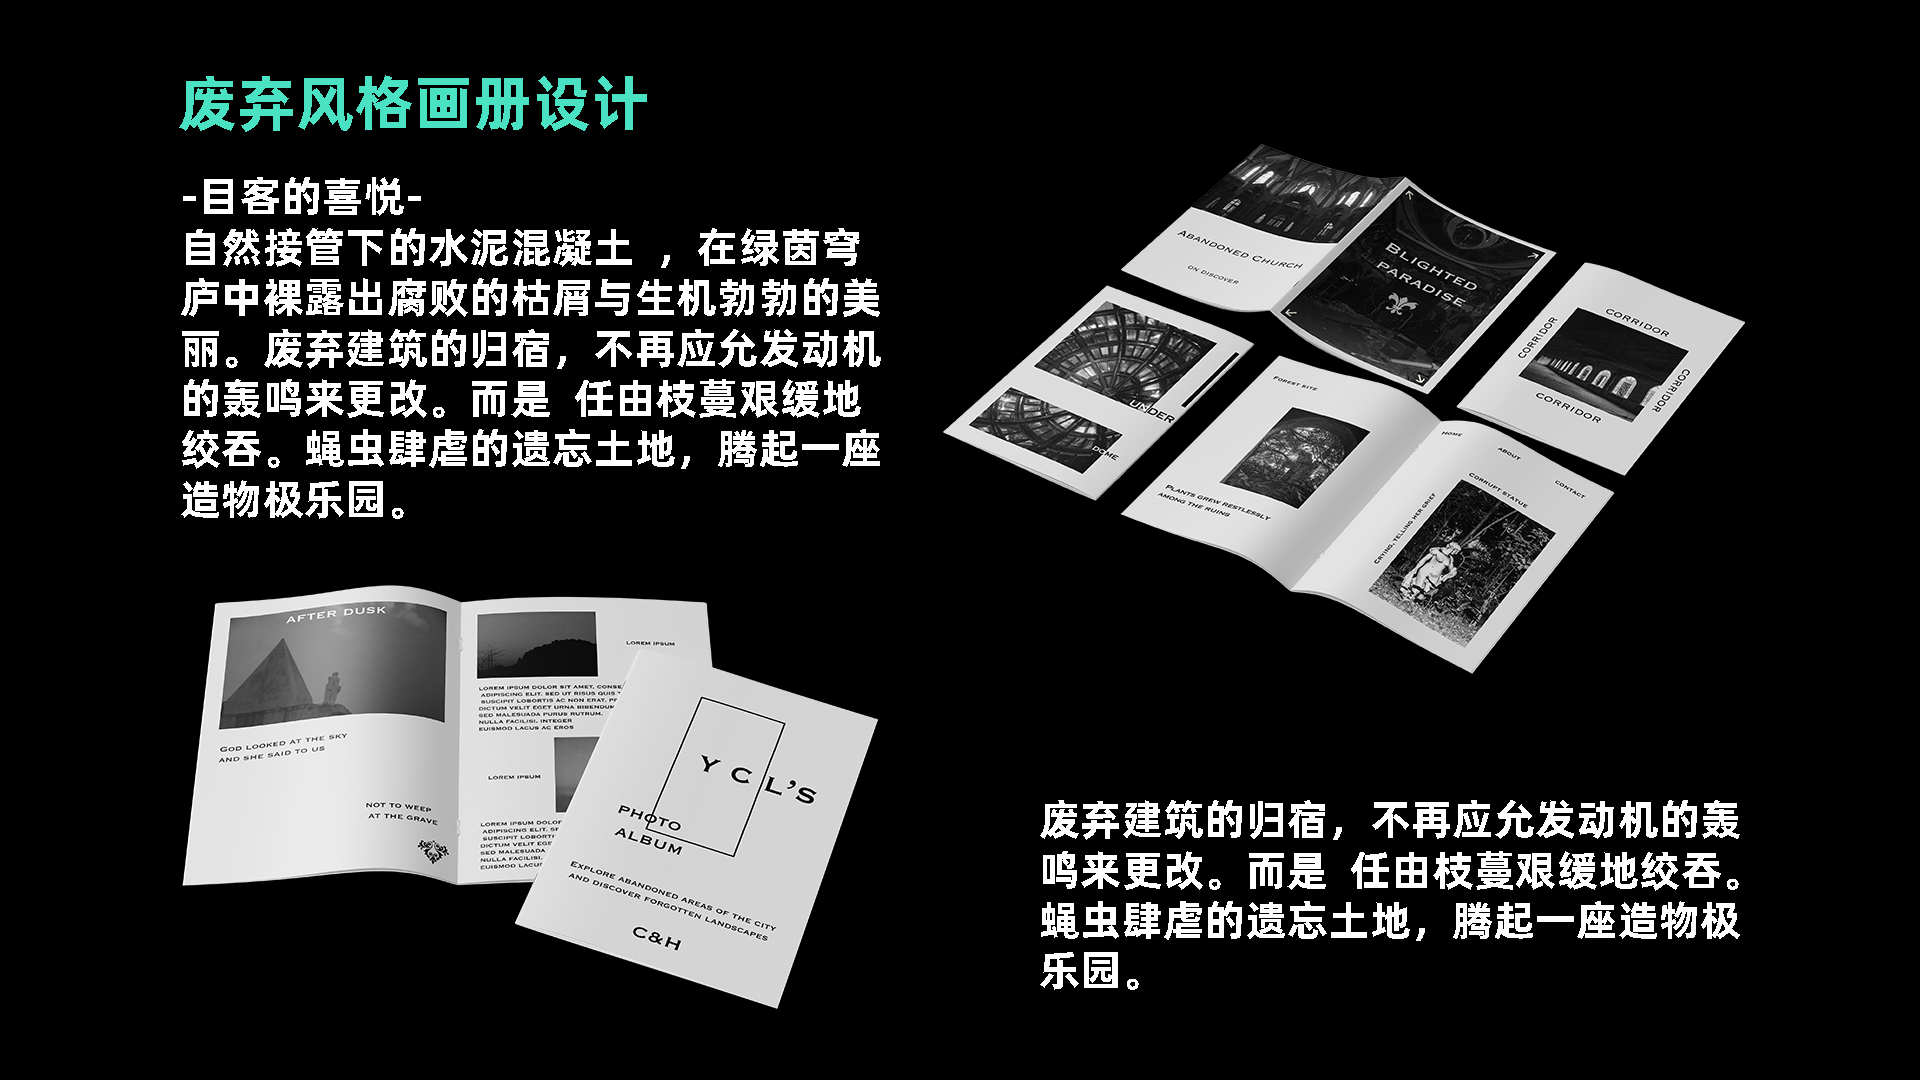 废弃风格画册设计
-目客的喜悦-
自然接管下的水泥混凝土 ，在绿茵穹
庐中裸露出腐败的枯屑与生机勃勃的美
丽。废弃建筑的归宿，不再应允发动机
的轰鸣来更改。而是 任由枝蔓艰缓地
绞吞。蝇虫肆虐的遗忘土地，腾起一座
造物极乐园。
ABANDONED CHURCH
ON DISCOVER
BLIGHTED
PARADISE
CORRIDOR
CORRIDOR
CORRIDOR
CORRIDOR
UNDER
DOME
FOREST SITE
PLANTS GREW RESTLESSLY
AMONG THE RUINS
HOME
ABOUT
CONTACT
CORRUPT STATUE
CRYING, TELLING HER GRIEF
AFTER DUSK
GOD LOOKED AT THE SKY
AND SHE SAID TO US
NOT TO WEEP
AT THE GRAVE
LOREM IPSUM
LOREM IPSUM DOLOR SIT AMET, CONSE
ADIPISCING ELIT. SED UT RISUS QUIS
SUSCIPIT LOBORTIS AC NON ERAT. PR
DICTUM VELIT EGET URNA BIBENDUM
SED MALESUADA PURUS RUTRUM.
NULLA FACILISI. INTEGER
EUISMOD LACUS AC EROS
LOREM IPSUM
LOREM IPSUM DOLOR
ADIPISCING ELIT. SE
SUSCIPIT LOBORTI
DICTUM VELIT EGE
SED MALESUADA
NULLA FACILISI.
EUISMOD LACUS
YCL'S
PHOTO
ALBUM
EXPLORE ABANDONED AREAS OF THE CITY
AND DISCOVER FORGOTTEN LANDSCAPES
C&H
废弃建筑的归宿，不再应允发动机的轰
鸣来更改。而是 任由枝蔓艰缓地绞吞。
蝇虫肆虐的遗忘土地，腾起一座造物极
乐园。